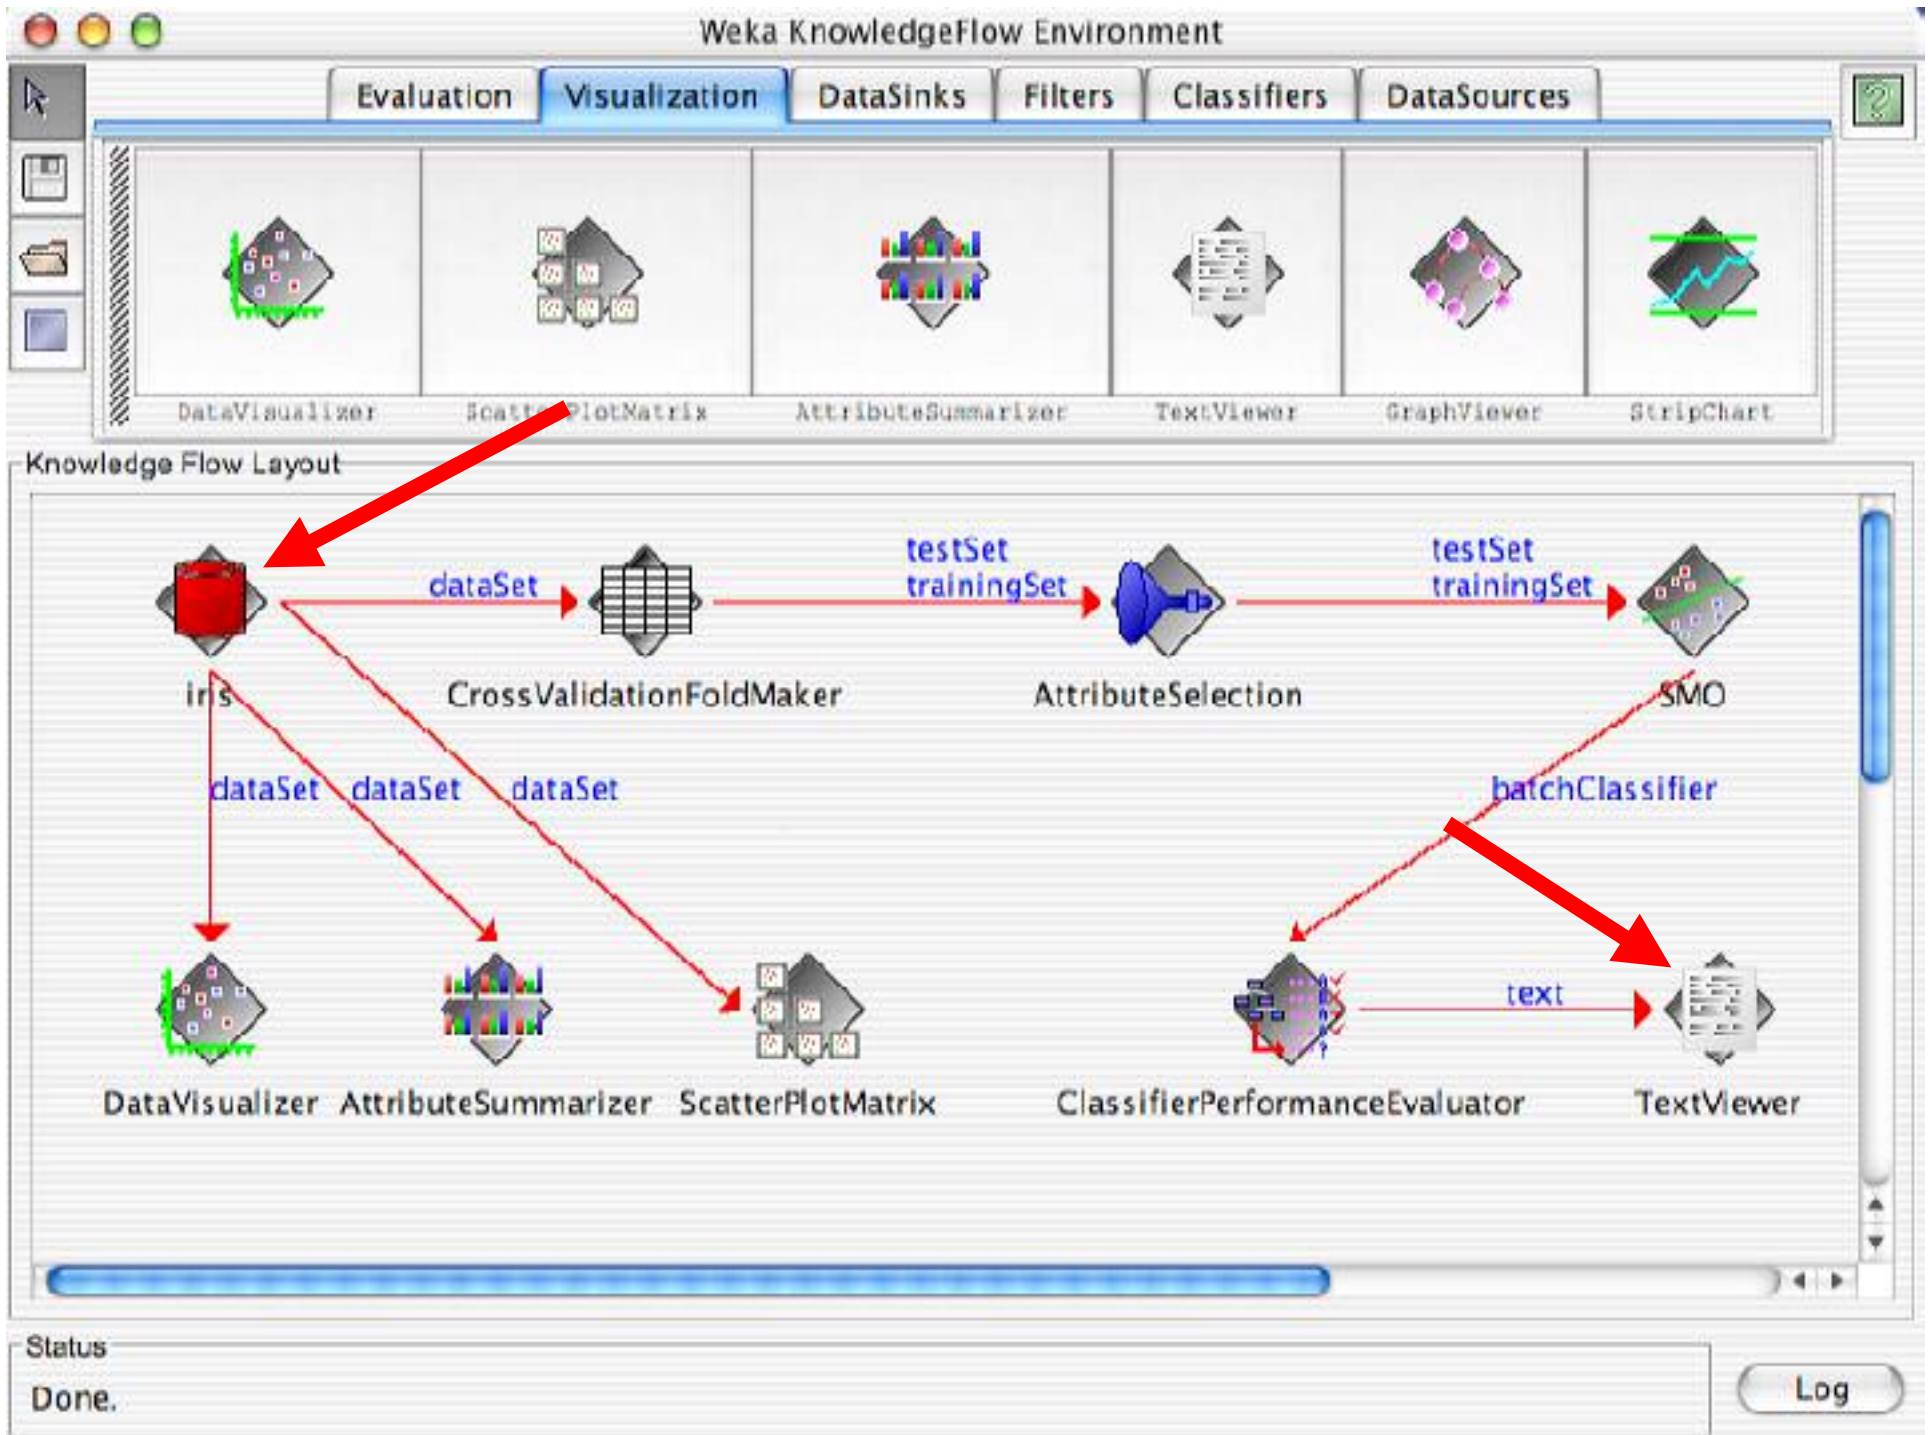 Weka KnowledgeFlow Environment
Evaluation Visualization DataSinks Filters Classifiers DataSources
DataVisualizer ScatterPlotMatrix AttributeSummarizer TextViewer GraphViewer StripChart
Knowledge Flow Layout
testSet testSet
dataSet trainingSet trainingSet
iris CrossValidationFoldMaker AttributeSelection SMO
dataSet dataSet dataSet batchClassifier
text
DataVisualizer AttributeSummarizer ScatterPlotMatrix ClassifierPerformanceEvaluator TextViewer
Status
Done.
Log